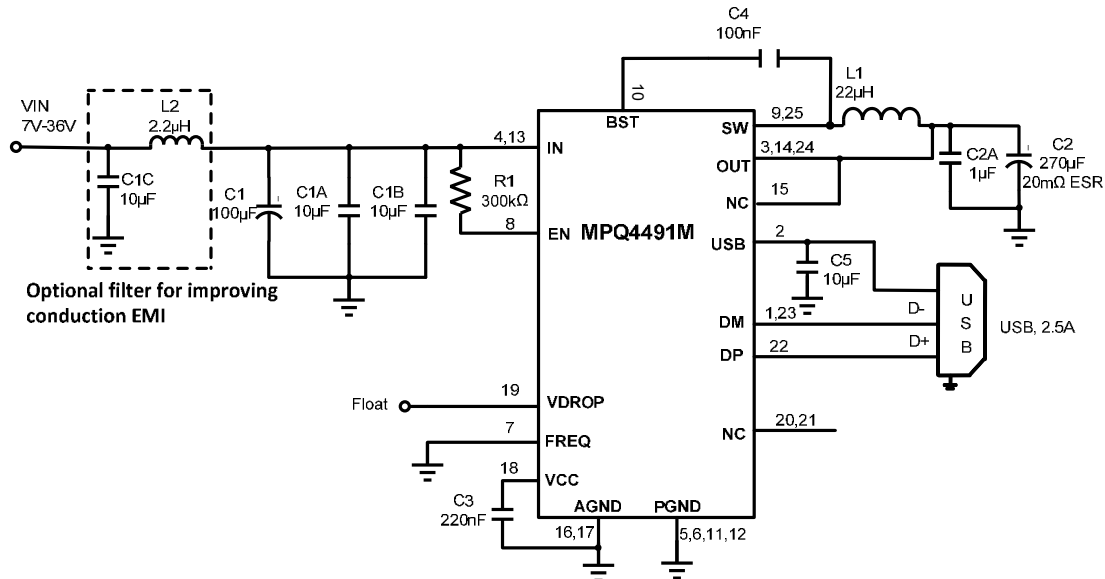 C4
100nF
L1
22µH
10
BST
VIN
7V-36V
L2
2.2µH
4,13
IN
SW
9,25
OUT
3,14,24
C2A
1µF
C2
270µF
20mΩ ESR
C1C
10µF
C1
100µF
C1A
10µF
C1B
10µF
R1
300kΩ
8
EN
NC
15
MPQ4491M
USB
2
C5
10µF
Optional filter for improving
conduction EMI
DM
1,23
D-
DP
22
D+
U
S
B
USB, 2.5A
Float
19
VDROP
7
FREQ
NC
20,21
18
VCC
C3
220nF
AGND
PGND
16,17
5,6,11,12